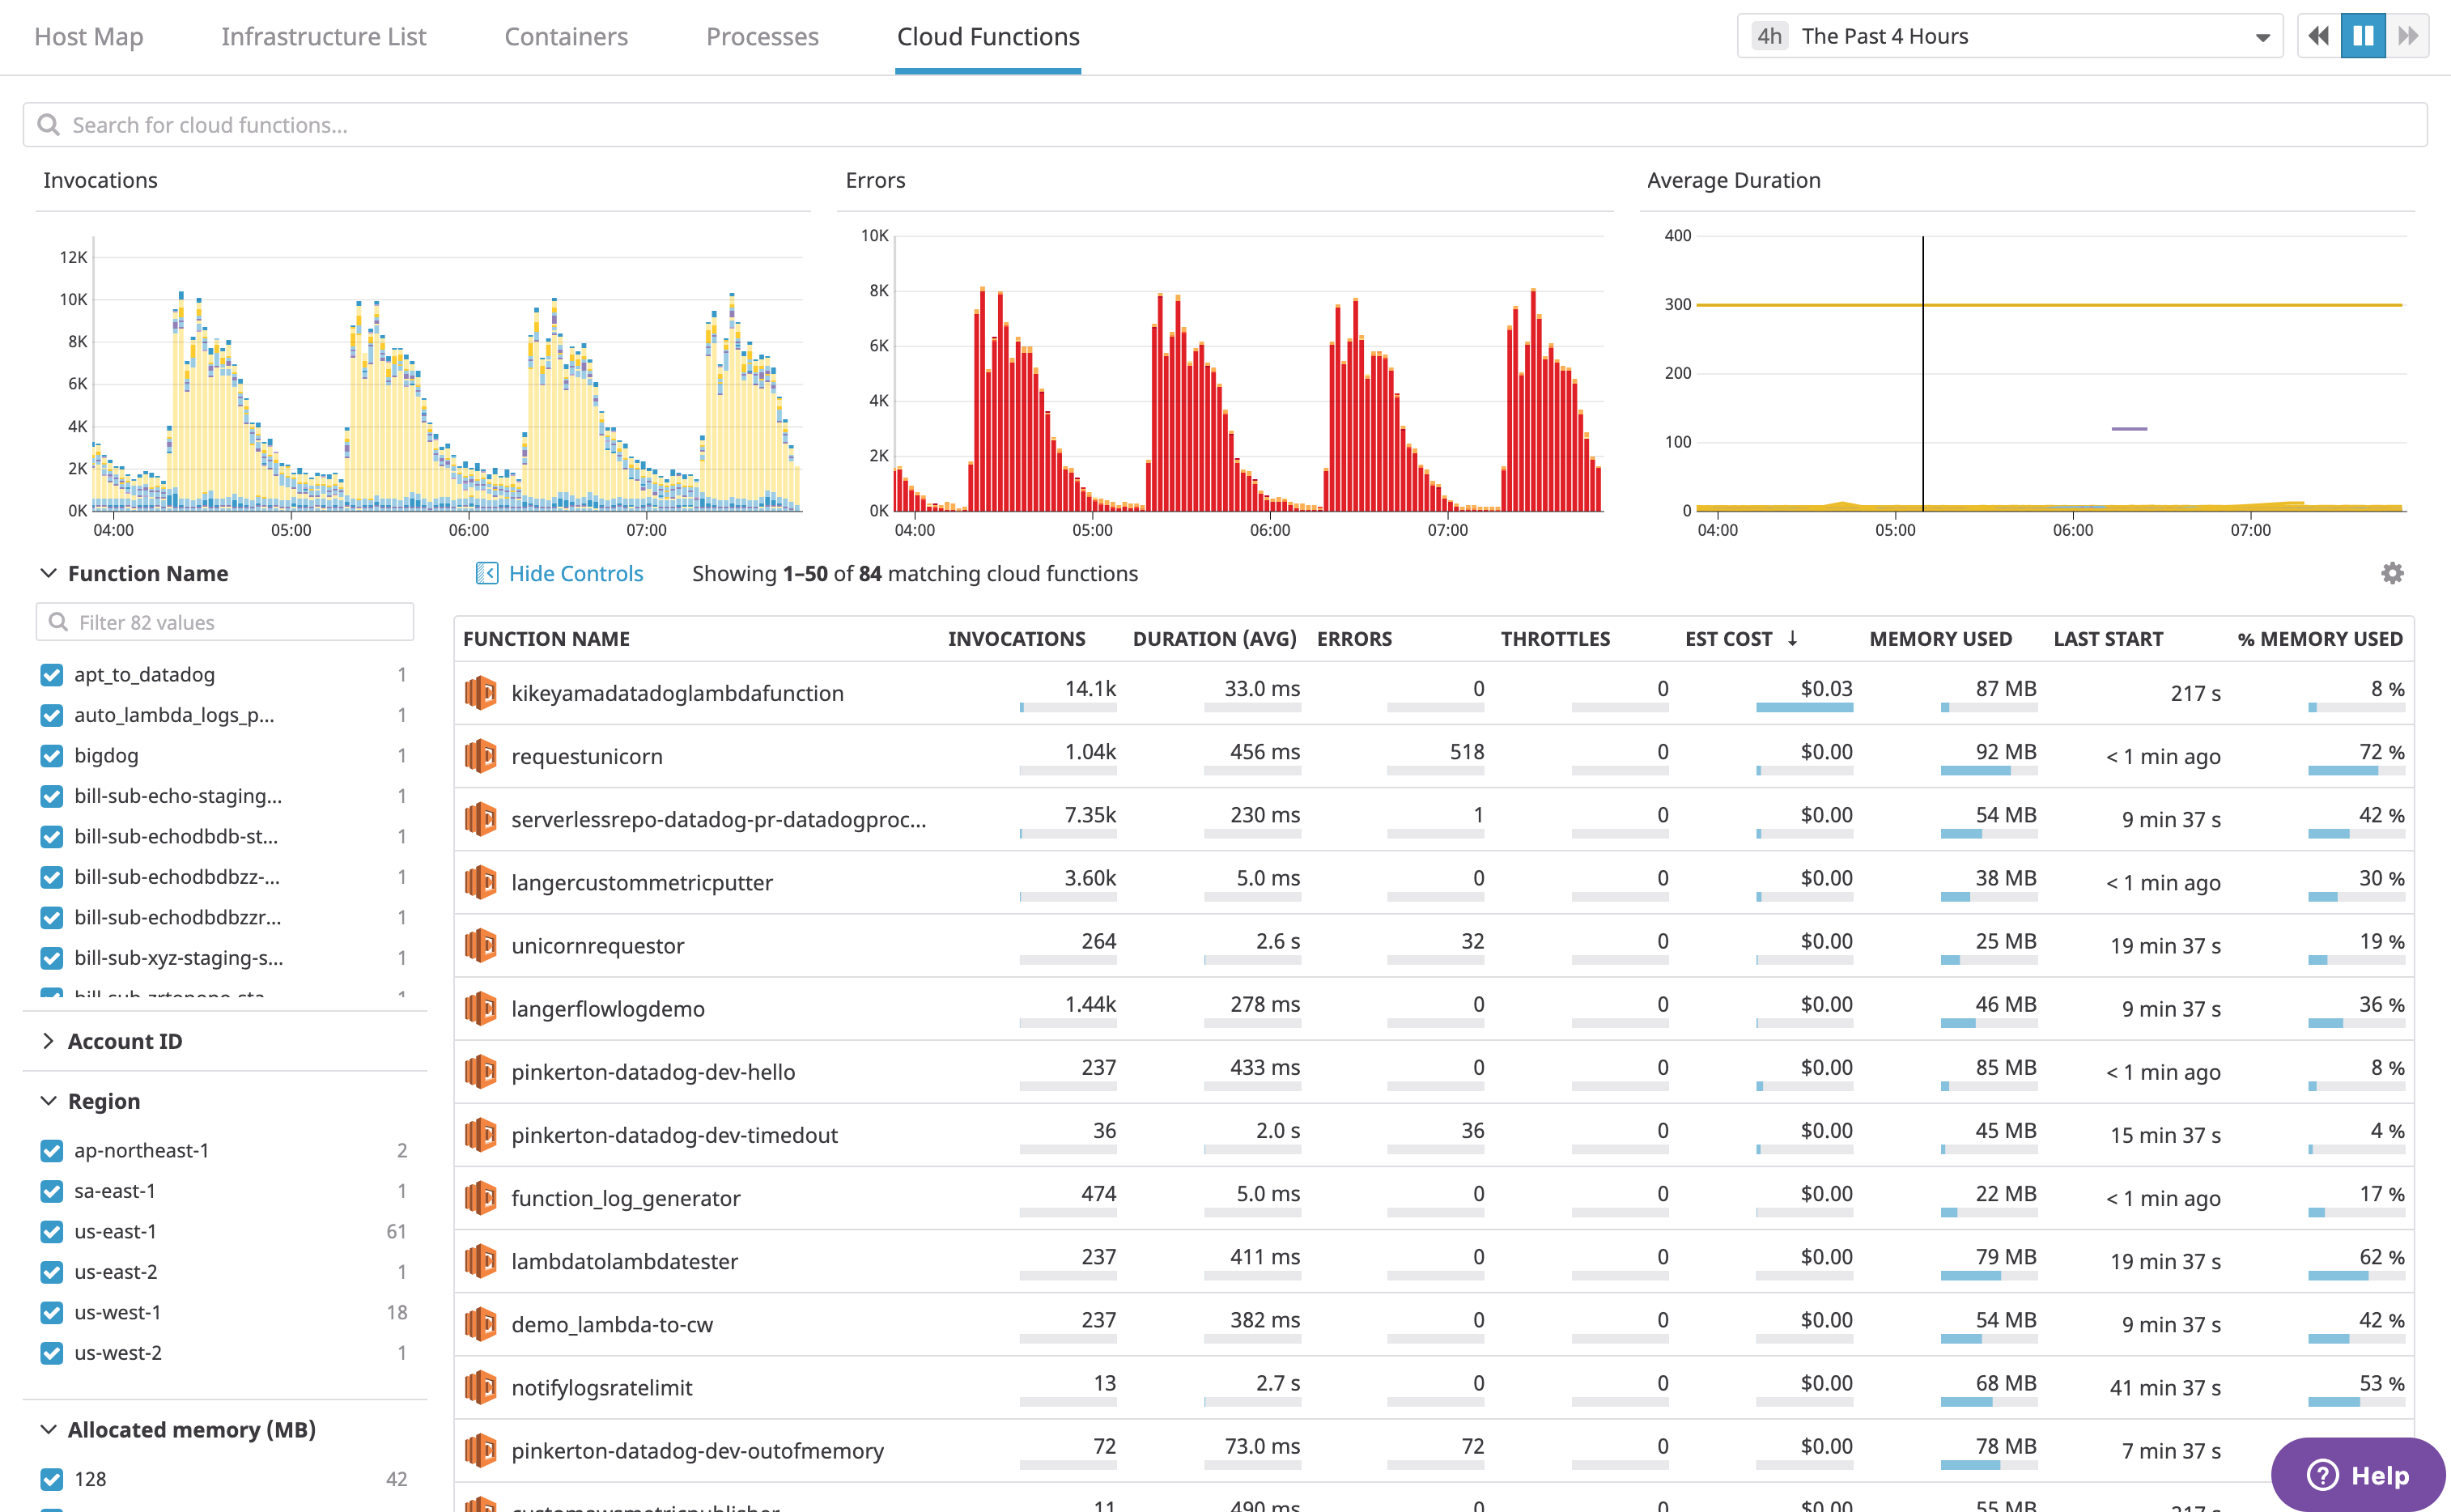 Host Map Infrastructure List Containers Processes Cloud Functions 4h The Past 4 Hours
Search for cloud functions...
Invocations
12K
10K
8K
6K
4K
2K
0K
04:00 05:00 06:00 07:00
Errors
10K
8K
6K
4K
2K
0K
04:00 05:00 06:00 07:00
Average Duration
400
300
200
100
0
04:00 05:00 06:00 07:00
Function Name
Filter 82 values
apt_to_datadog 1
auto_lambda_logs_p... 1
bigdog 1
bill-sub-echo-staging... 1
bill-sub-echodbdb-st... 1
bill-sub-echodbdbzz-... 1
bill-sub-echodbdbzzr... 1
bill-sub-xyz-staging-s... 1
Account ID
Region
ap-northeast-1 2
sa-east-1 1
us-east-1 61
us-east-2 1
us-west-1 18
us-west-2 1
Allocated memory (MB)
128 42
Hide Controls Showing 1–50 of 84 matching cloud functions
FUNCTION NAME INVOCATIONS DURATION (AVG) ERRORS THROTTLES EST COST ↓ MEMORY USED LAST START % MEMORY USED
kikeyamadatadoglambdafunction 14.1k 33.0 ms 0 0 $0.03 87 MB 217 s 8 %
requestunicorn 1.04k 456 ms 518 0 $0.00 92 MB < 1 min ago 72 %
serverlessrepo-datadog-pr-datadogproc... 7.35k 230 ms 1 0 $0.00 54 MB 9 min 37 s 42 %
langercustommetricputter 3.60k 5.0 ms 0 0 $0.00 38 MB < 1 min ago 30 %
unicornrequestor 264 2.6 s 32 0 $0.00 25 MB 19 min 37 s 19 %
langerflowlogdemo 1.44k 278 ms 0 0 $0.00 46 MB 9 min 37 s 36 %
pinkerton-datadog-dev-hello 237 433 ms 0 0 $0.00 85 MB < 1 min ago 8 %
pinkerton-datadog-dev-timedout 36 2.0 s 36 0 $0.00 45 MB 15 min 37 s 4 %
function_log_generator 474 5.0 ms 0 0 $0.00 22 MB < 1 min ago 17 %
lambdatolambdatester 237 411 ms 0 0 $0.00 79 MB 19 min 37 s 62 %
demo_lambda-to-cw 237 382 ms 0 0 $0.00 54 MB 9 min 37 s 42 %
notifylogsratelimit 13 2.7 s 0 0 $0.00 68 MB 41 min 37 s 53 %
pinkerton-datadog-dev-outofmemory 72 73.0 ms 72 0 $0.00 78 MB 7 min 37 s
11 490 ms 0 0 $0.00 55 MB 217 s
Help